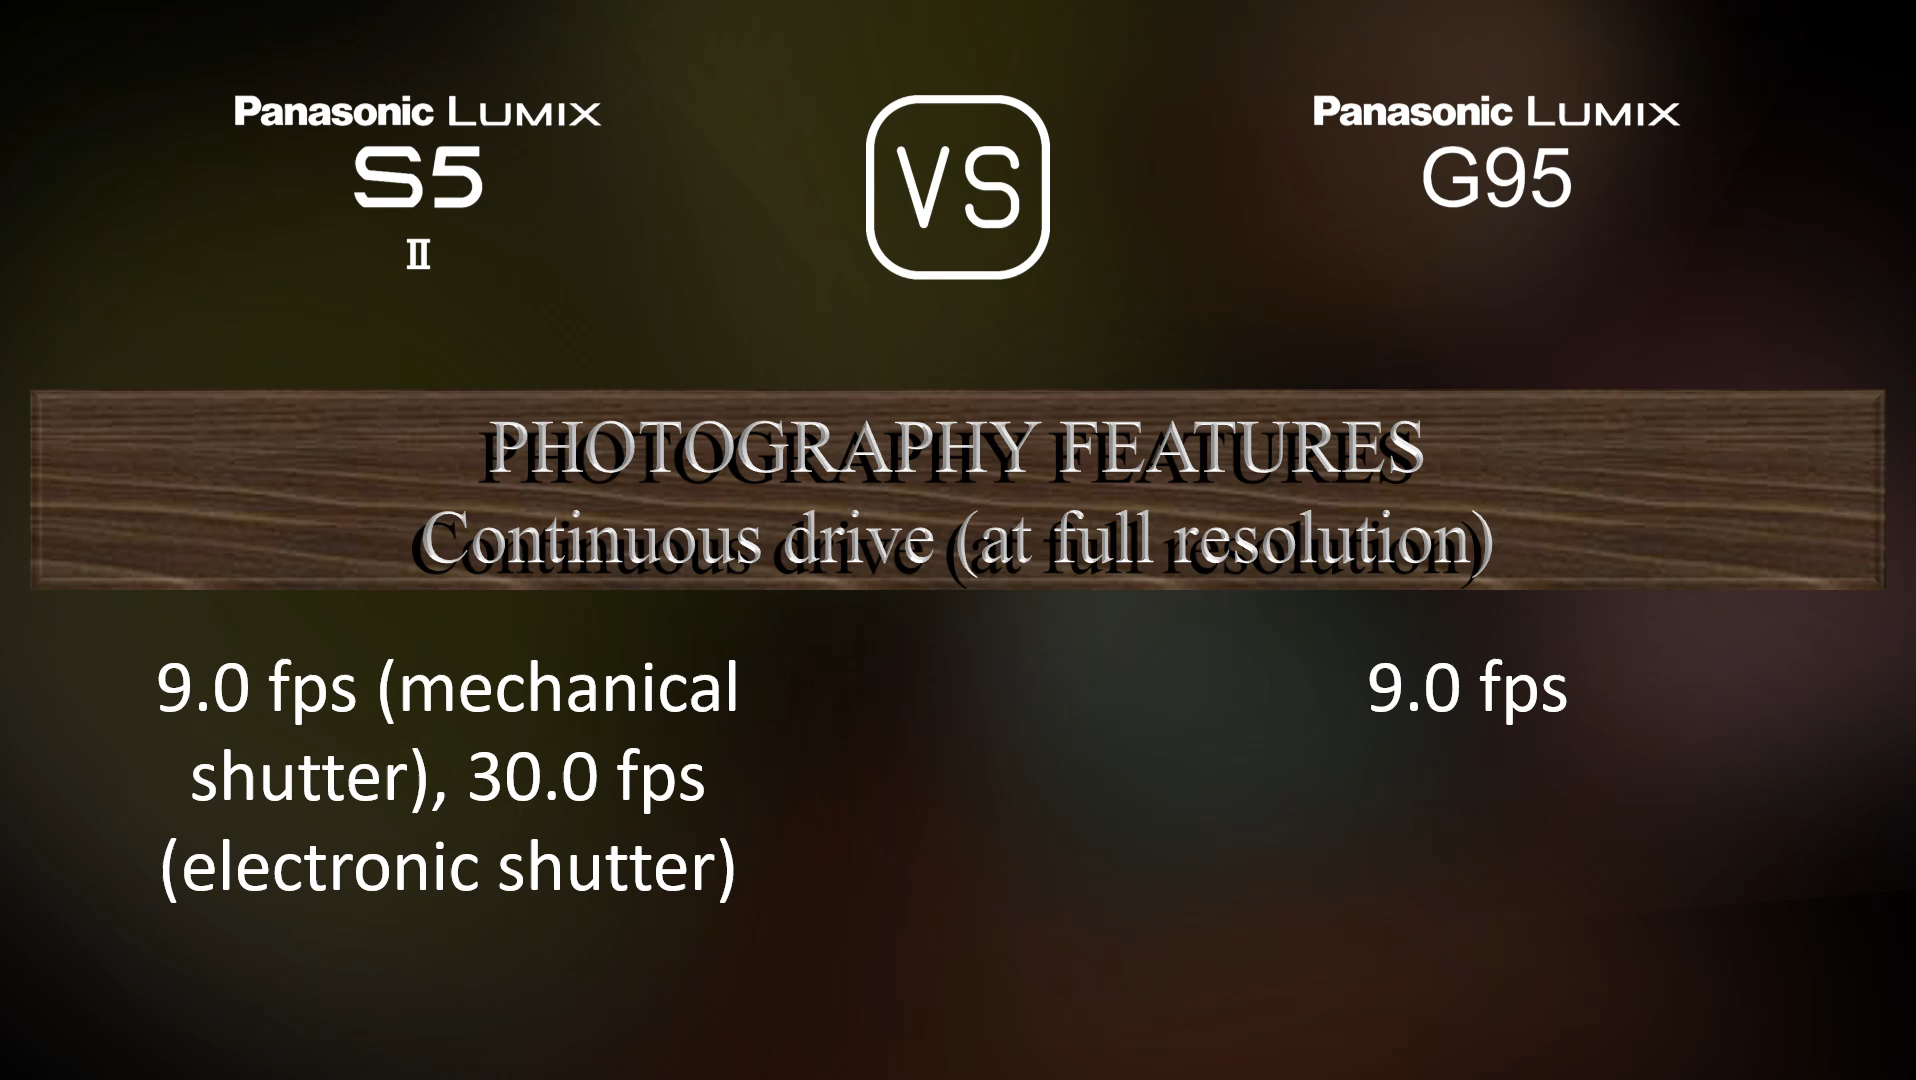 Panasonic LUMIX
S5
II
VS
Panasonic LUMIX
G95
PHOTOGRAPHY FEATURES
Continuous drive (at full resolution)
9.0 fps (mechanical
shutter), 30.0 fps
(electronic shutter)
9.0 fps